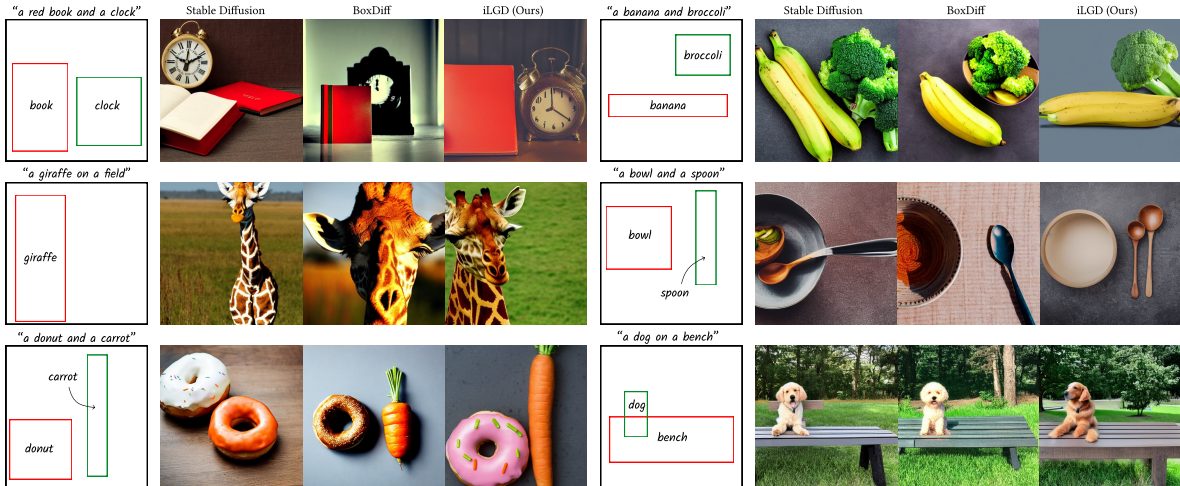 “a red book and a clock”
Stable Diffusion
BoxDiff
iLGD (Ours)
book
clock
“a banana and broccoli”
Stable Diffusion
BoxDiff
iLGD (Ours)
broccoli
banana
“a giraffe on a field”
giraffe
“a bowl and a spoon”
bowl
spoon
“a donut and a carrot”
carrot
donut
“a dog on a bench”
dog
bench